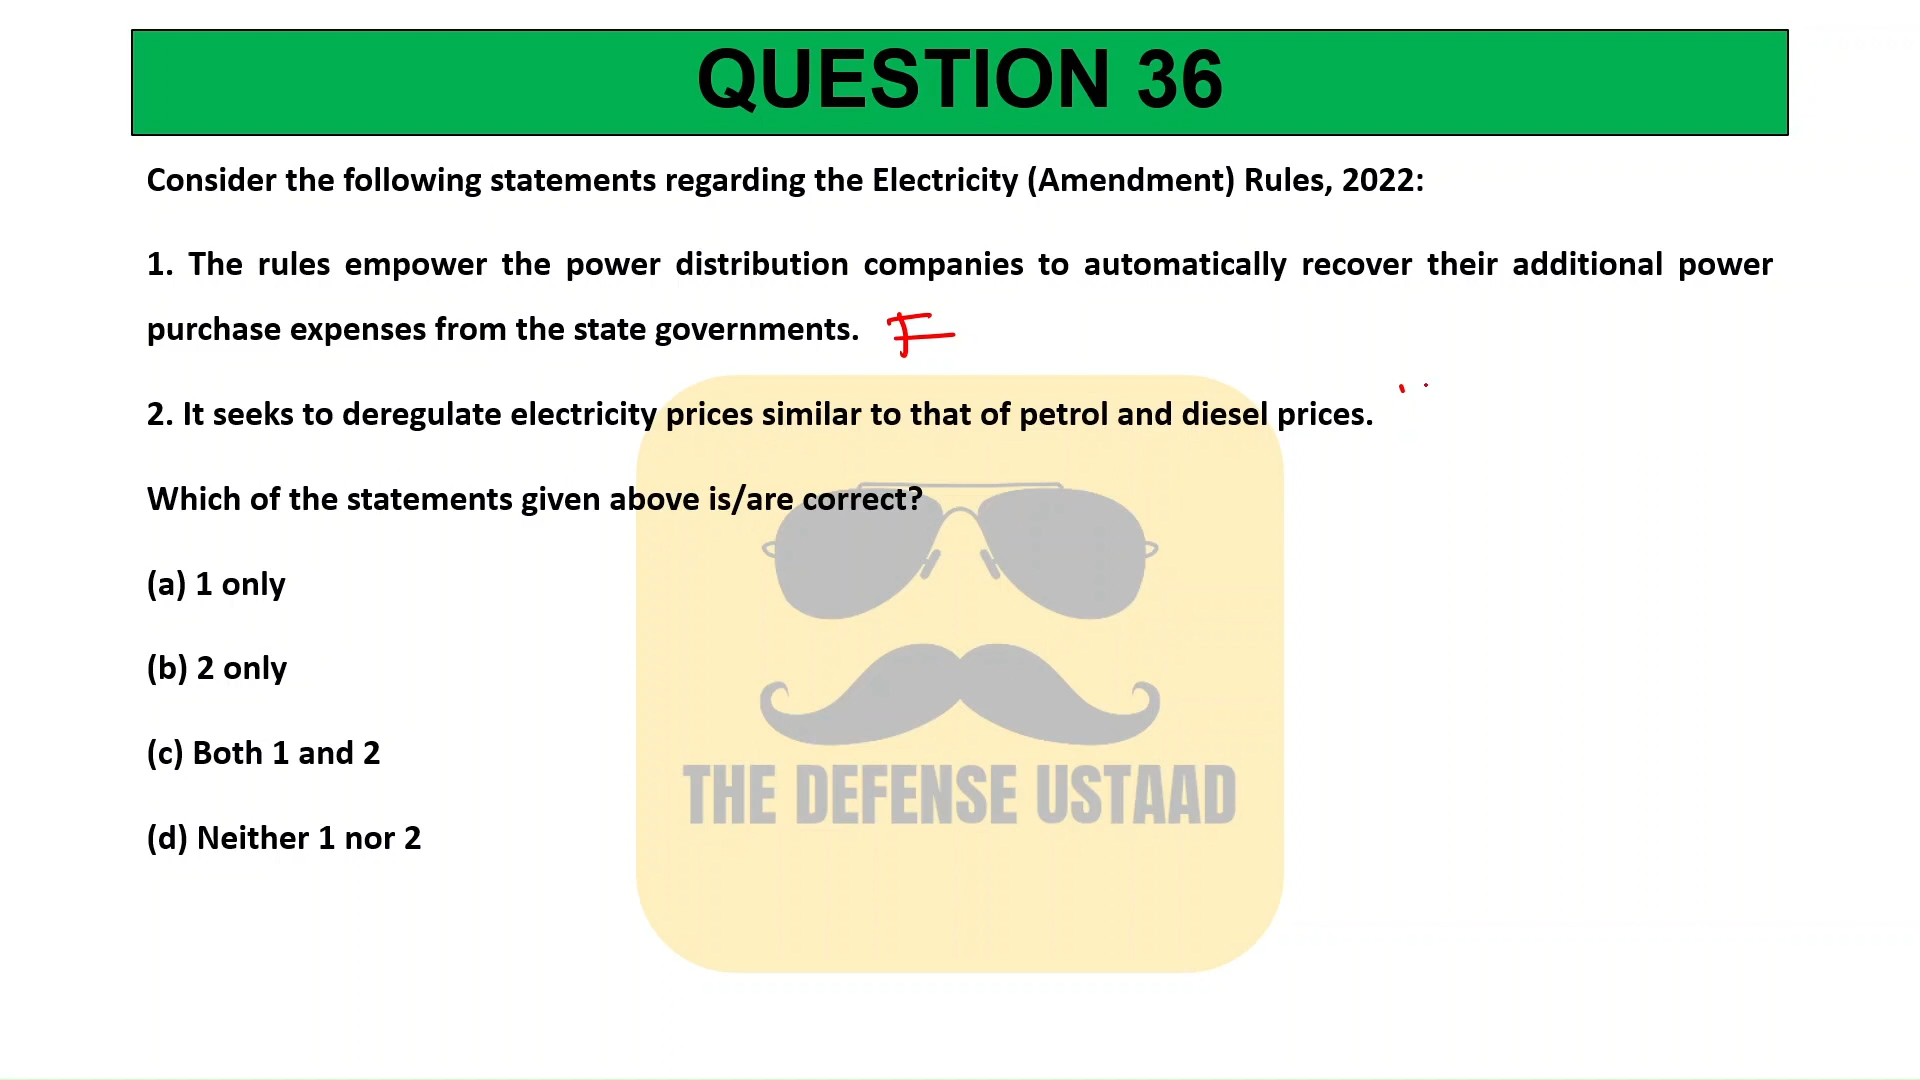 QUESTION 36
Consider the following statements regarding the Electricity (Amendment) Rules, 2022:
1. The rules empower the power distribution companies to automatically recover their additional power
purchase expenses from the state governments. F
2. It seeks to deregulate electricity prices similar to that of petrol and diesel prices.
Which of the statements given above is/are correct?
(a) 1 only
(b) 2 only
(c) Both 1 and 2
(d) Neither 1 nor 2
THE DEFENSE USTAAD